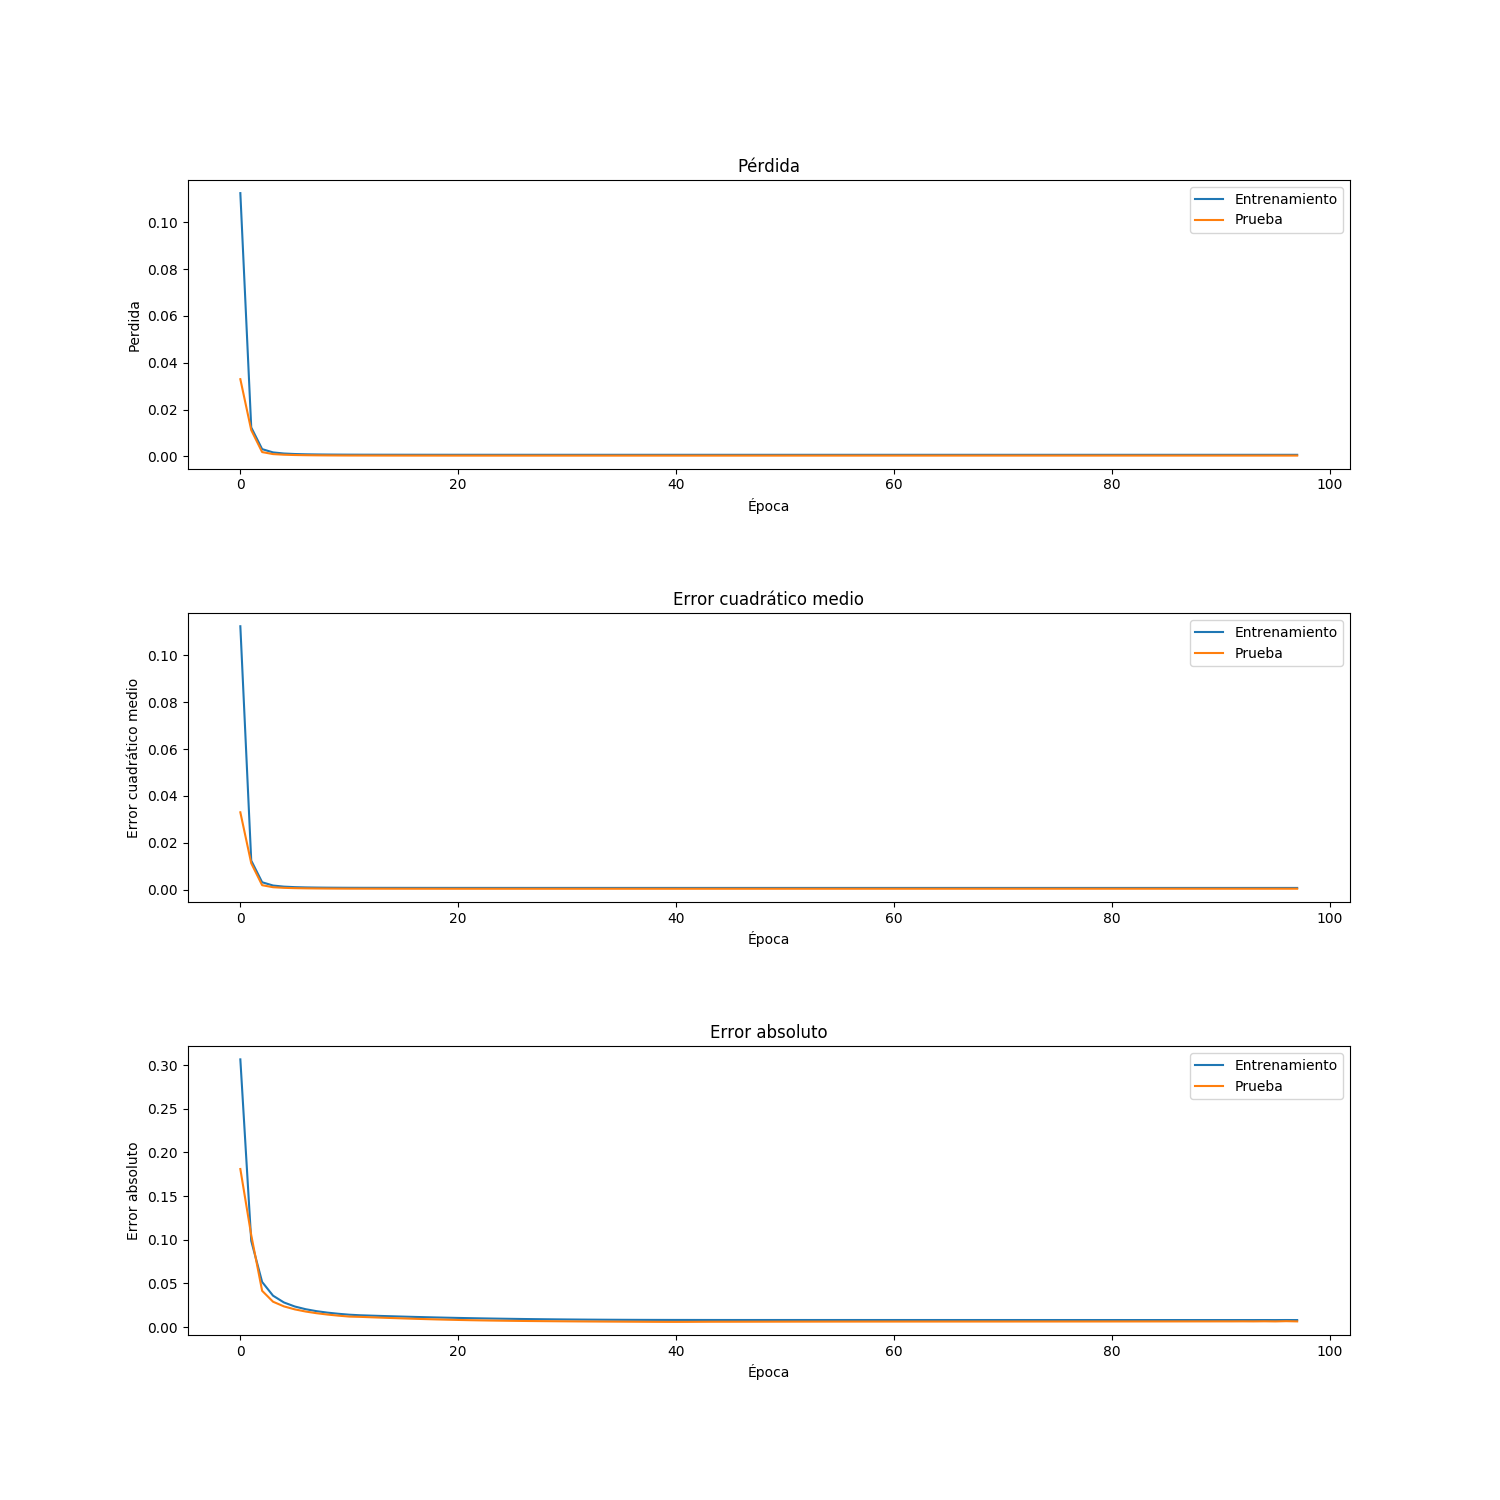 Pérdida
Entrenamiento
Prueba
0.10
0.08
0.06
0.04
0.02
0.00
Perdida
0 20 40 60 80 100
Época
Error cuadrático medio
Entrenamiento
Prueba
0.10
0.08
0.06
0.04
0.02
0.00
Error cuadrático medio
0 20 40 60 80 100
Época
Error absoluto
Entrenamiento
Prueba
0.30
0.25
0.20
0.15
0.10
0.05
0.00
Error absoluto
0 20 40 60 80 100
Época